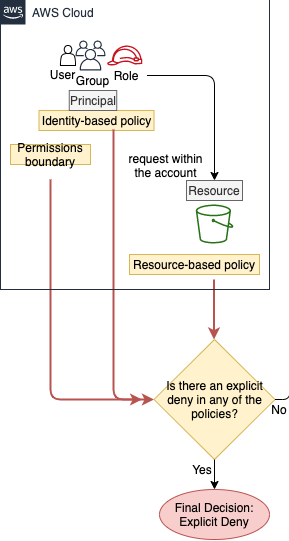 aws
AWS Cloud
User
Group
Role
Principal
Identity-based policy
Permissions
boundary
request within
the account
Resource
Resource-based policy
Is there an explicit
deny in any of the
policies?
No
Yes
Final Decision:
Explicit Deny